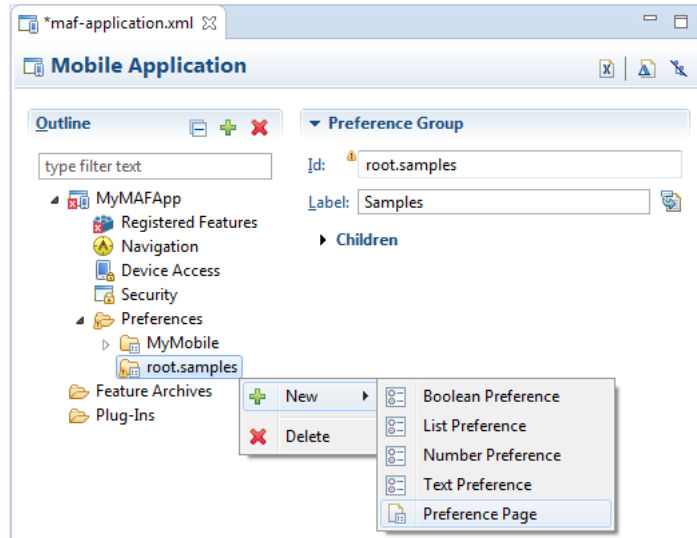 *maf-application.xml
Mobile Application
Outline
type filter text
MyMAFApp
Registered Features
Navigation
Device Access
Security
Preferences
MyMobile
root.samples
Feature Archives
Plug-Ins
Preference Group
Id: root.samples
Label: Samples
Children
New
Delete
Boolean Preference
List Preference
Number Preference
Text Preference
Preference Page